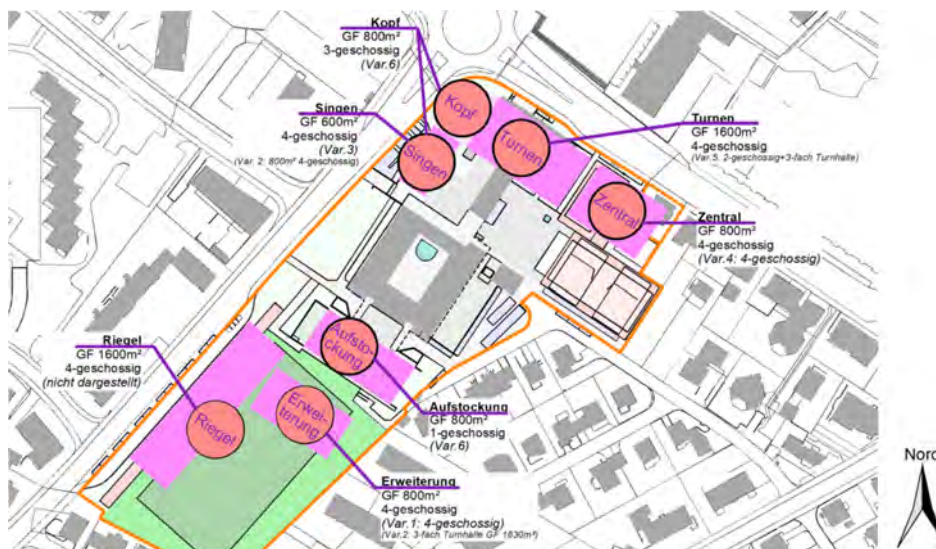 Kopf
GF 800m²
3-geschossig
(Var.6)
Singen
GF 600m²
4-geschossig
(Var.3)
(Var. 2: 800m² 4-geschossig)
Kopf
Singen
Turnen
Zentral
Turnen
GF 1600m²
4-geschossig
(Var.5. 2-geschossig+3-fach Turnhalle)
Zentral
GF 800m²
4-geschossig
(Var.4: 4-geschossig)
Riegel
GF 1600m²
4-geschossig
(nicht dargestellt)
Aufsto-
ckung
Riegel
Erwei-
terung
Aufstockung
GF 800m²
1-geschossig
(Var.6)
Erweiterung
GF 800m²
4-geschossig
(Var.1: 4-geschossig)
(Var.2: 3-fach Turnhalle GF 1830m²)
Nord